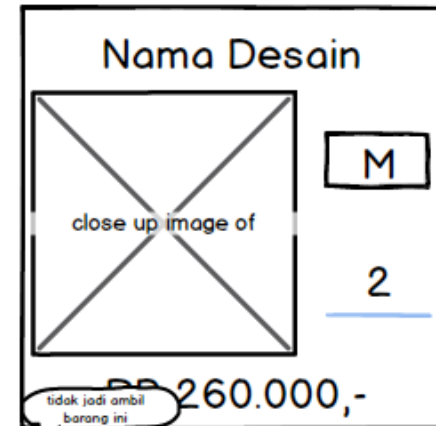 Nama Desain
M
close up image of
2
260.000,-
tidak jadi ambil
barang ini